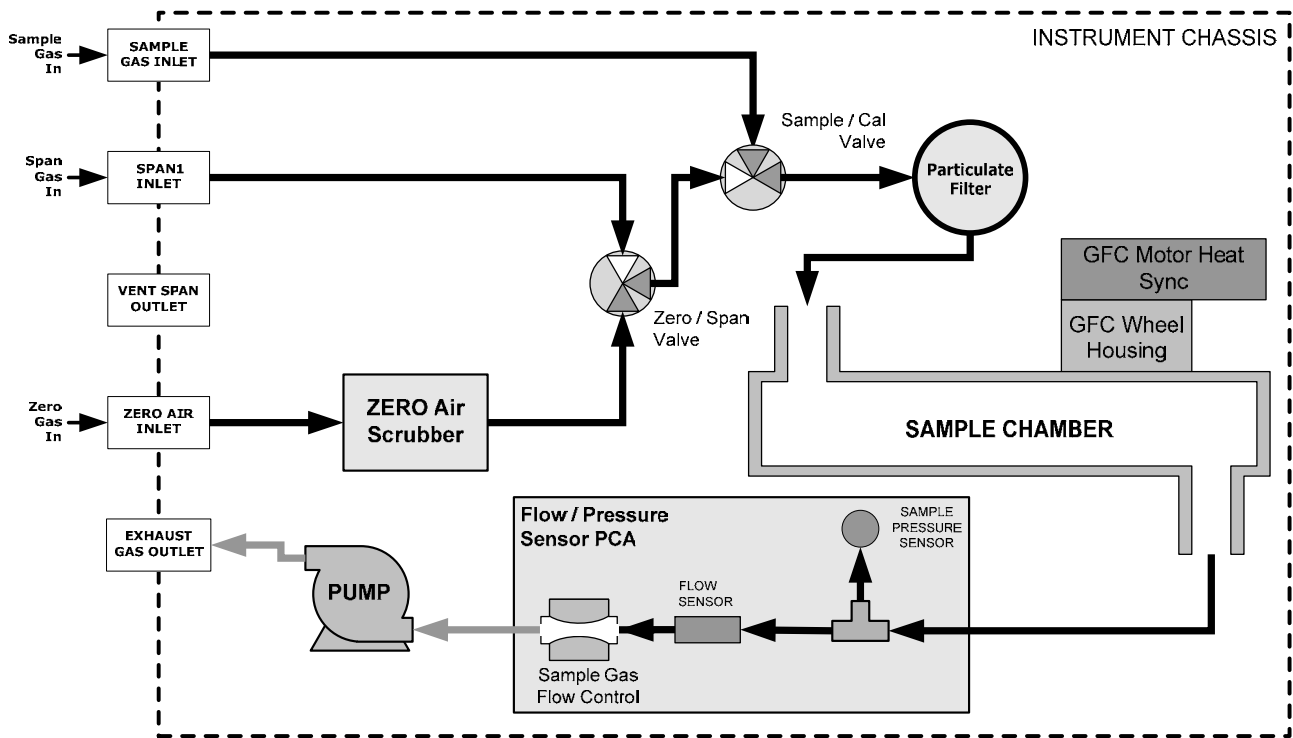 INSTRUMENT CHASSIS
Sample
Gas
In
SAMPLE
GAS INLET
Sample / Cal
Valve
Span
Gas
In
SPAN1
INLET
Particulate
Filter
VENT SPAN
OUTLET
Zero / Span
Valve
GFC Motor Heat
Sync
GFC Wheel
Housing
Zero
Gas
In
ZERO AIR
INLET
ZERO Air
Scrubber
SAMPLE CHAMBER
EXHAUST
GAS OUTLET
PUMP
Flow / Pressure
Sensor PCA
SAMPLE
PRESSURE
SENSOR
FLOW
SENSOR
Sample Gas
Flow Control